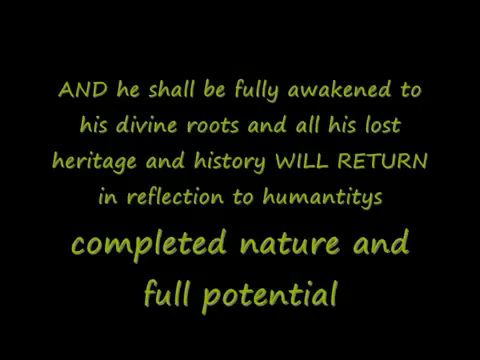 AND he shall be fully awakened to
his divine roots and all his lost
heritage and history WILL RETURN
in reflection to humantitys
completed nature and
full potential